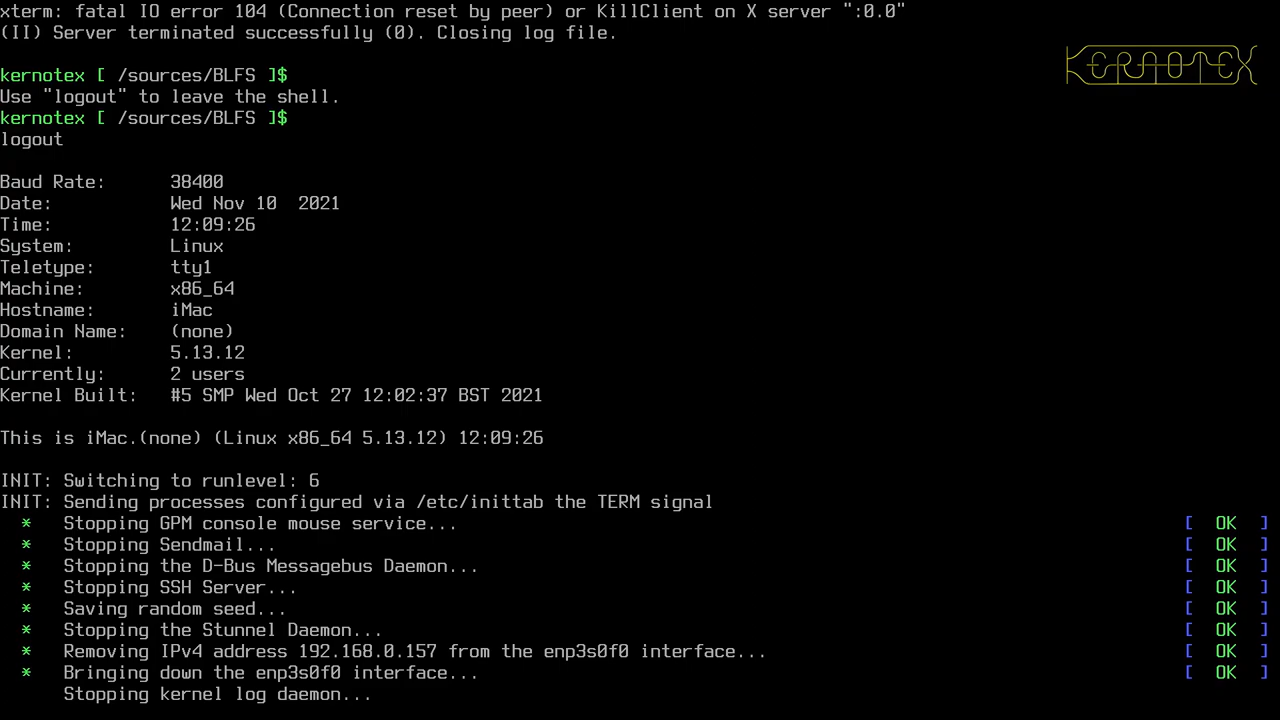 xterm: fatal IO error 104 (Connection reset by peer) or KillClient on X server ":0.0"
(II) Server terminated successfully (0). Closing log file.
KERNOTEX
kernotex [ /sources/BLFS ]$
Use "logout" to leave the shell.
kernotex [ /sources/BLFS ]$
logout
Baud Rate: 38400
Date: Wed Nov 10  2021
Time: 12:09:26
System: Linux
Teletype: tty1
Machine: x86_64
Hostname: iMac
Domain Name: (none)
Kernel: 5.13.12
Currently: 2 users
Kernel Built: #5 SMP Wed Oct 27 12:02:37 BST 2021
This is iMac.(none) (Linux x86_64 5.13.12) 12:09:26
INIT: Switching to runlevel: 6
INIT: Sending processes configured via /etc/inittab the TERM signal
* Stopping GPM console mouse service... [ OK ]
* Stopping Sendmail... [ OK ]
* Stopping the D-Bus Messagebus Daemon... [ OK ]
* Stopping SSH Server... [ OK ]
* Saving random seed... [ OK ]
* Stopping the Stunnel Daemon... [ OK ]
* Removing IPv4 address 192.168.0.157 from the enp3s0f0 interface... [ OK ]
* Bringing down the enp3s0f0 interface... [ OK ]
Stopping kernel log daemon...